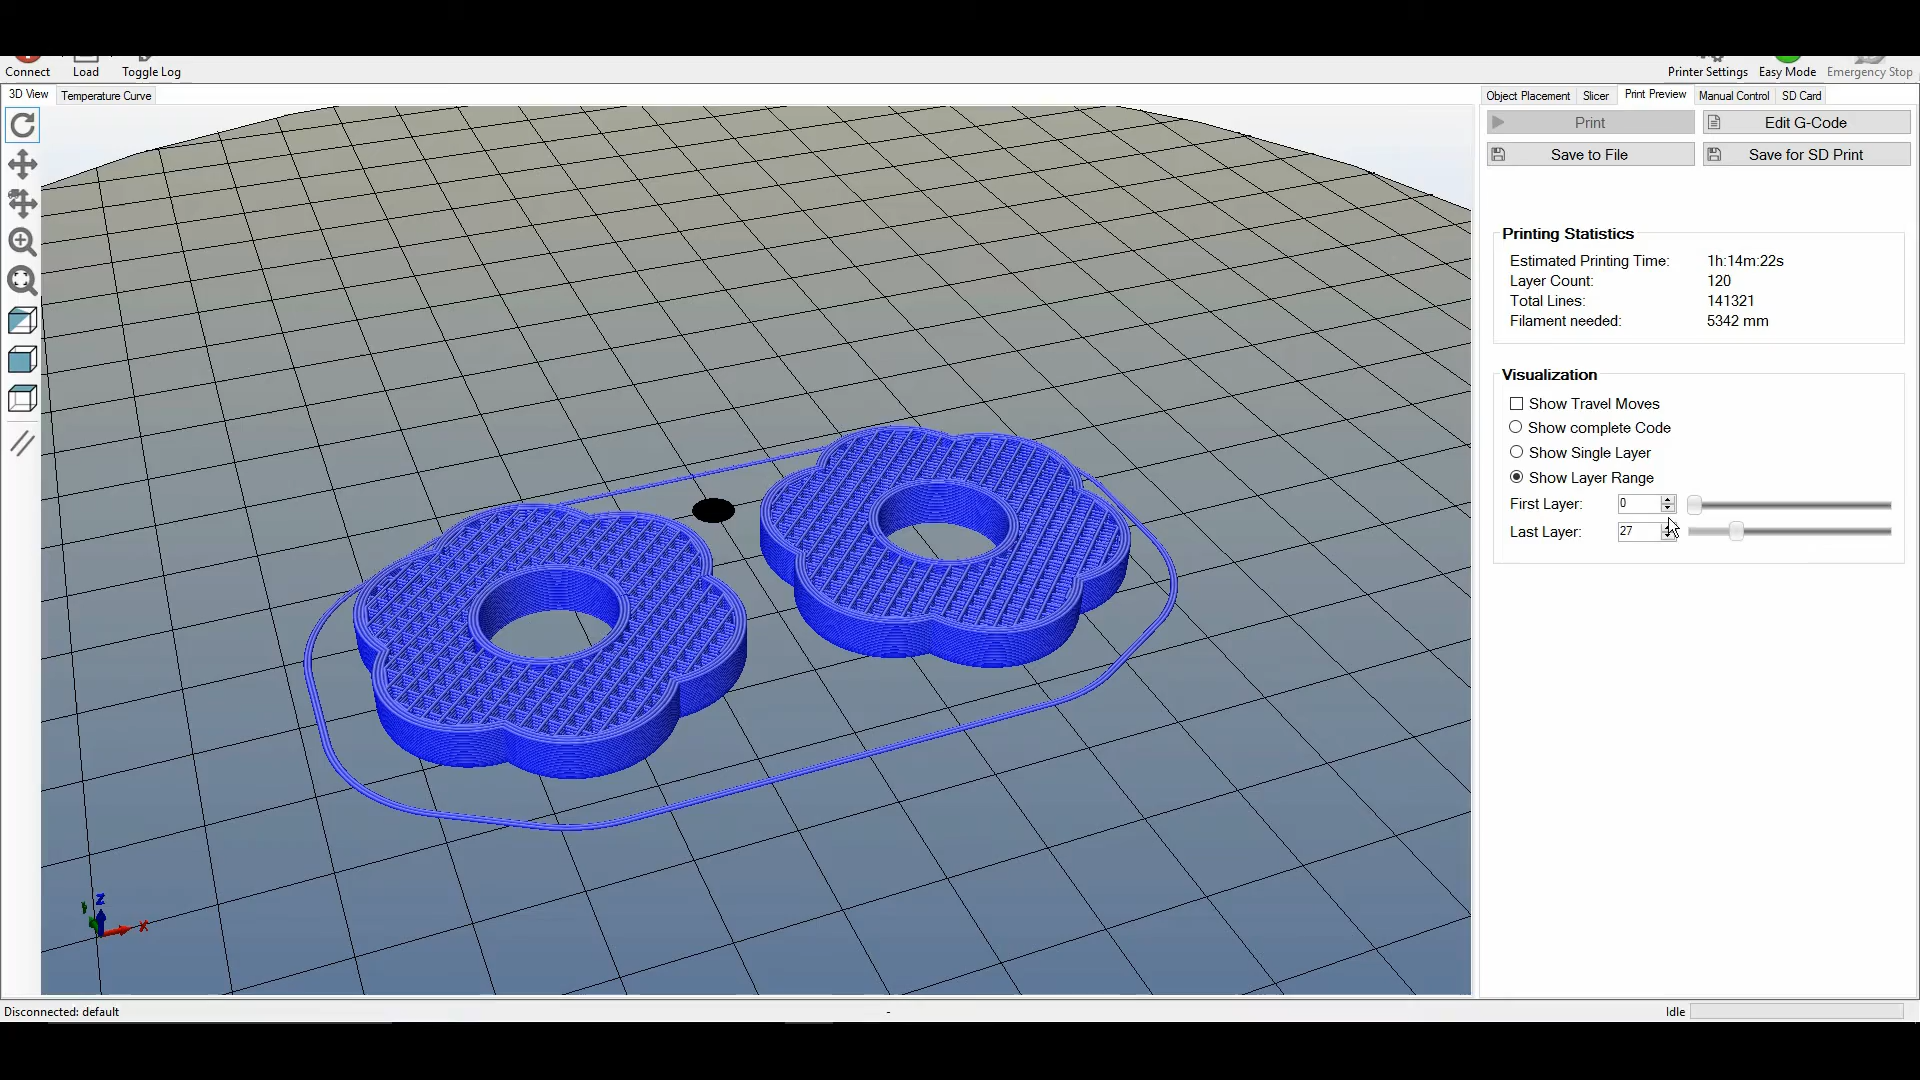 Connect Load Toggle Log Printer Settings Easy Mode Emergency Stop
3D View Temperature Curve Object Placement Slicer Print Preview Manual Control SD Card
Print Edit G-Code
Save to File Save for SD Print
Printing Statistics
Estimated Printing Time: 1h:14m:22s
Layer Count: 120
Total Lines: 141321
Filament needed: 5342 mm
Visualization
Show Travel Moves
Show complete Code
Show Single Layer
Show Layer Range
First Layer: 0
Last Layer: 27
Z
Y
X
Disconnected: default - Idle